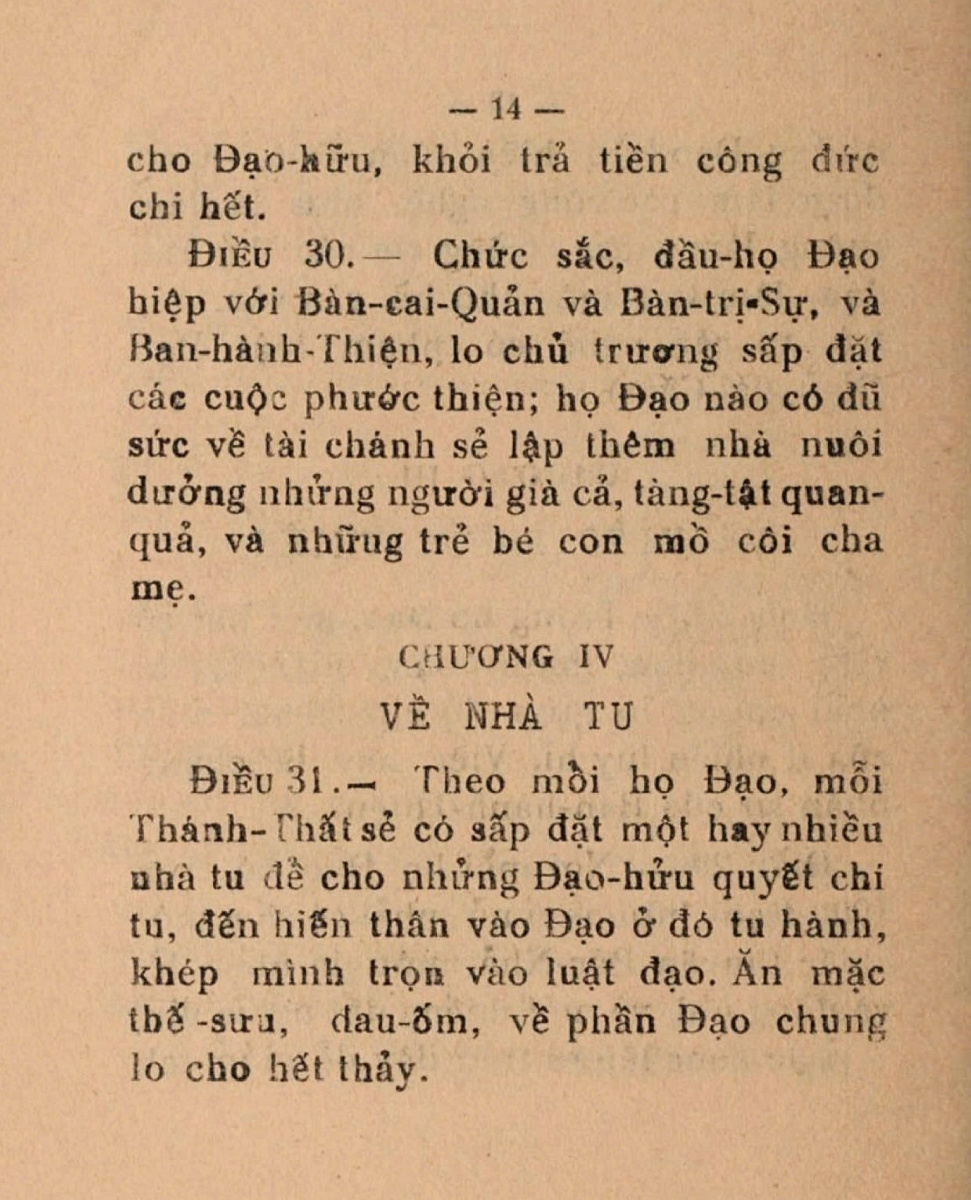 — 14 —
cho Đạo-hữu, khỏi trả tiền công đức
chi hết.
ĐIỀU 30.— Chức sắc, đầu-họ Đạo
hiệp với Bàn-cai-Quản và Bàn-trị-Sự, và
Ban-hành-Thiện, lo chủ trương sấp đặt
các cuộc phước thiện; họ Đạo nào có đũ
sức về tài chánh sẻ lập thêm nhà nuôi
dưởng nhửng người già cả, tàng-tật quan-
quả, và nhữug trẻ bé con mồ côi cha
mẹ.
CHƯƠNG IV
VỀ NHÀ TU
ĐIỀU 31.— Theo mồi họ Đạo, mỗi
Thánh-Thất sẻ có sấp đặt một hay nhiều
nhà tu để cho nhửng Đạo-hửu quyết chí
tu, đến hiến thân vào Đạo ở đó tu hành,
khép mình trọn vào luật đạo. Ăn mặc
thế -sưa, dau-ốm, về phần Đạo chung
lo cho hết thảy.